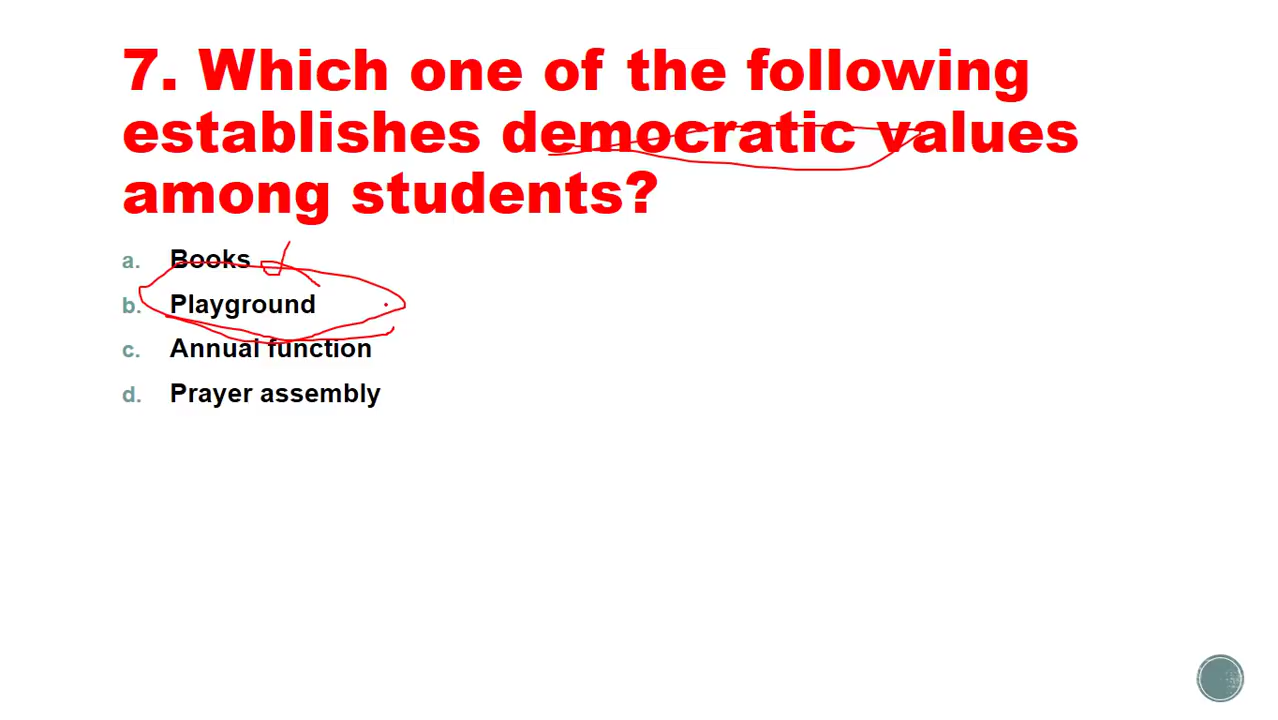 7. Which one of the following
establishes democratic values
among students?
a. Books
b. Playground
c. Annual function
d. Prayer assembly